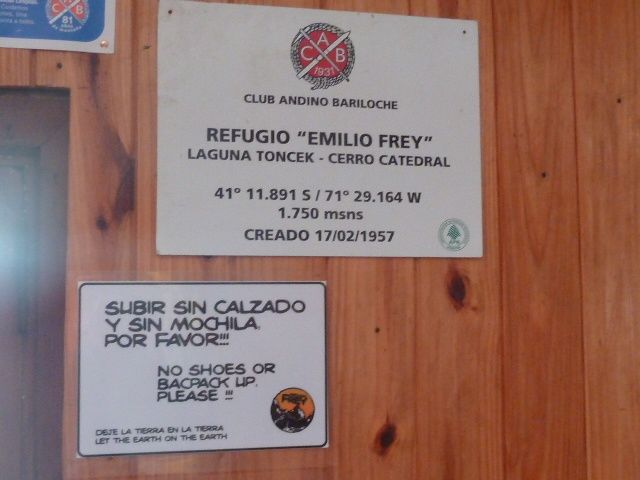 CAB
81
CAB
1931
CLUB ANDINO BARILOCHE
REFUGIO "EMILIO FREY"
LAGUNA TONCEK - CERRO CATEDRAL
41° 11.891 S / 71° 29.164 W
1.750 msns
CREADO 17/02/1957
SUBIR SIN CALZADO
Y SIN MOCHILA,
POR FAVOR!!!
NO SHOES OR
BACPACK UP,
PLEASE !!!
DEJE LA TIERRA EN LA TIERRA
LET THE EARTH ON THE EARTH